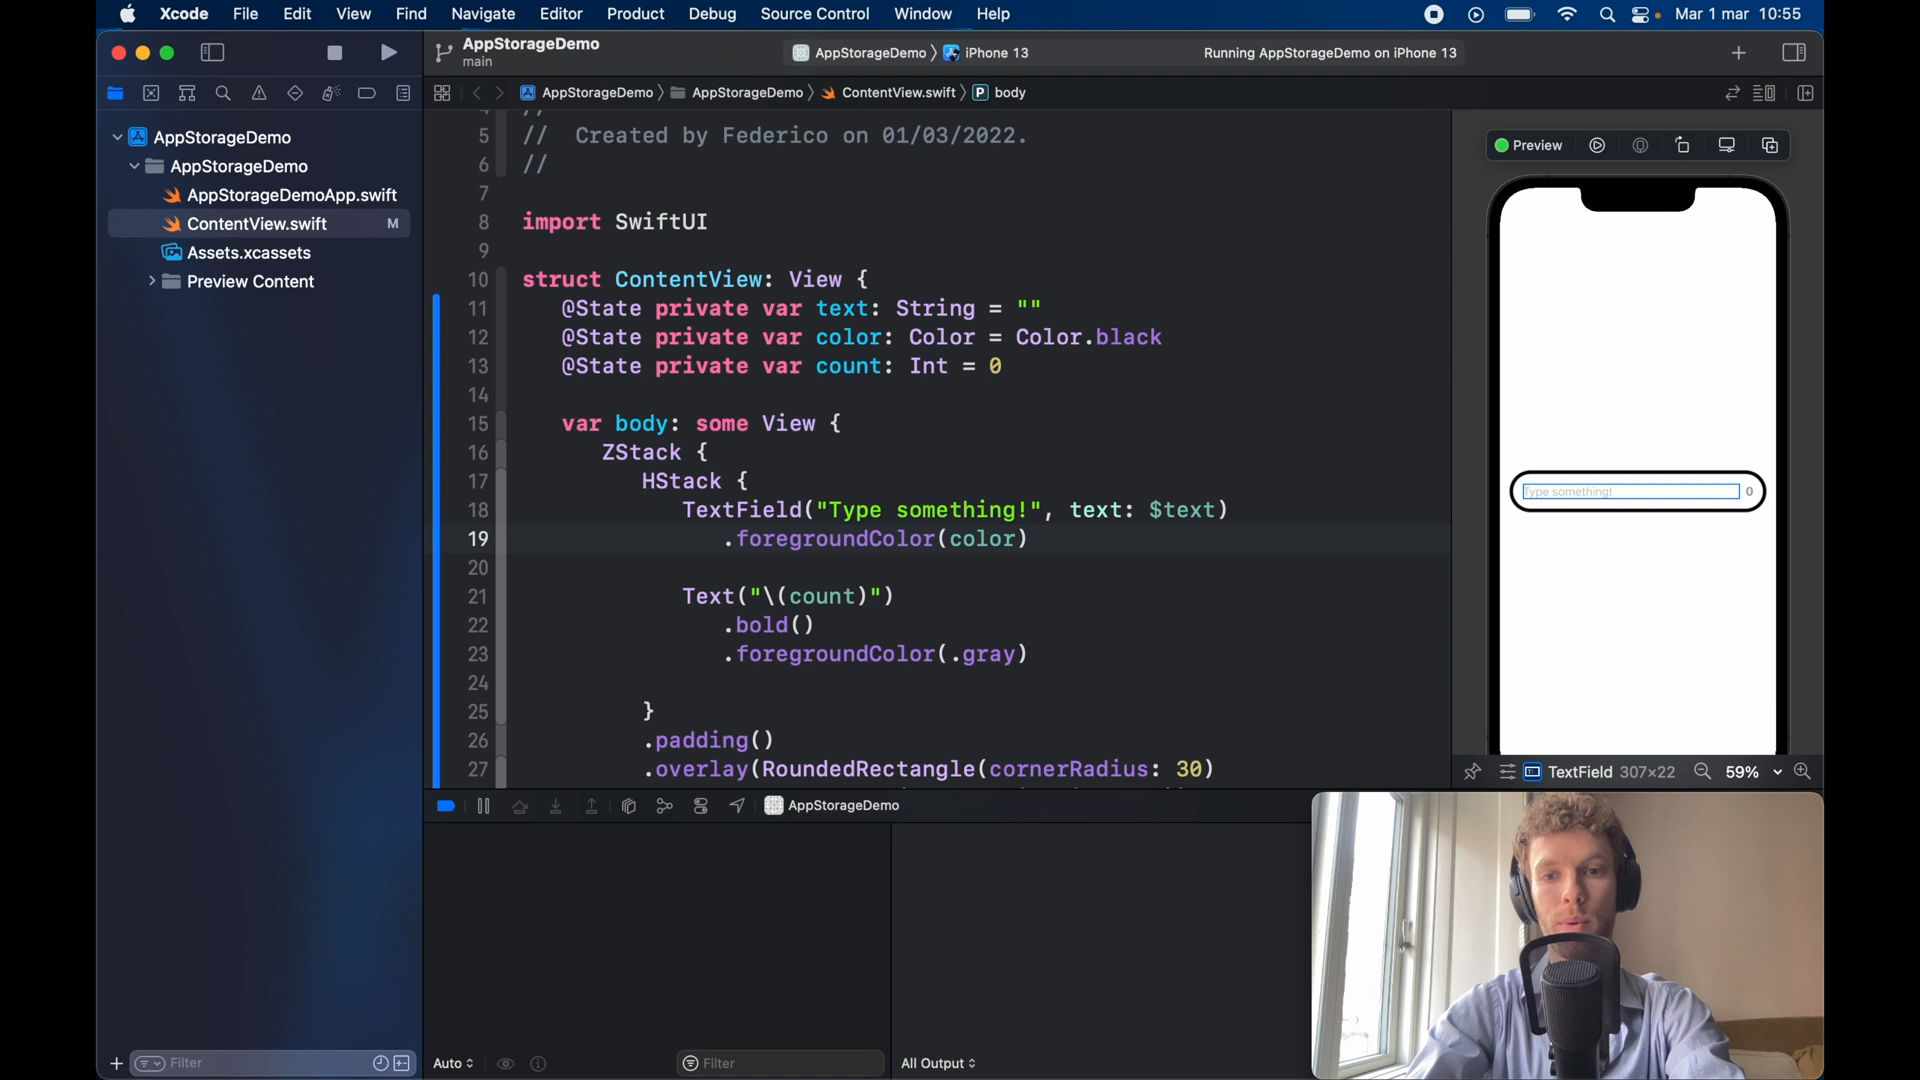 Xcode File Edit View Find Navigate Editor Product Debug Source Control Window Help Mar 1 mar 10:55
AppStorageDemo
main
AppStorageDemo iPhone 13 Running AppStorageDemo on iPhone 13
AppStorageDemo AppStorageDemo ContentView.swift P body
AppStorageDemo
AppStorageDemo
AppStorageDemoApp.swift
ContentView.swift M
Assets.xcassets
Preview Content
4 //
5 // Created by Federico on 01/03/2022.
6 //
7
8 import SwiftUI
9
10 struct ContentView: View {
11 @State private var text: String = ""
12 @State private var color: Color = Color.black
13 @State private var count: Int = 0
14
15 var body: some View {
16 ZStack {
17 HStack {
18 TextField("Type something!", text: $text)
19 .foregroundColor(color)
20
21 Text("\(count)")
22 .bold()
23 .foregroundColor(.gray)
24
25 }
26 .padding()
27 .overlay(RoundedRectangle(cornerRadius: 30)
Preview
Type something! 0
TextField 307×22 59%
AppStorageDemo
Filter
Auto Filter All Output